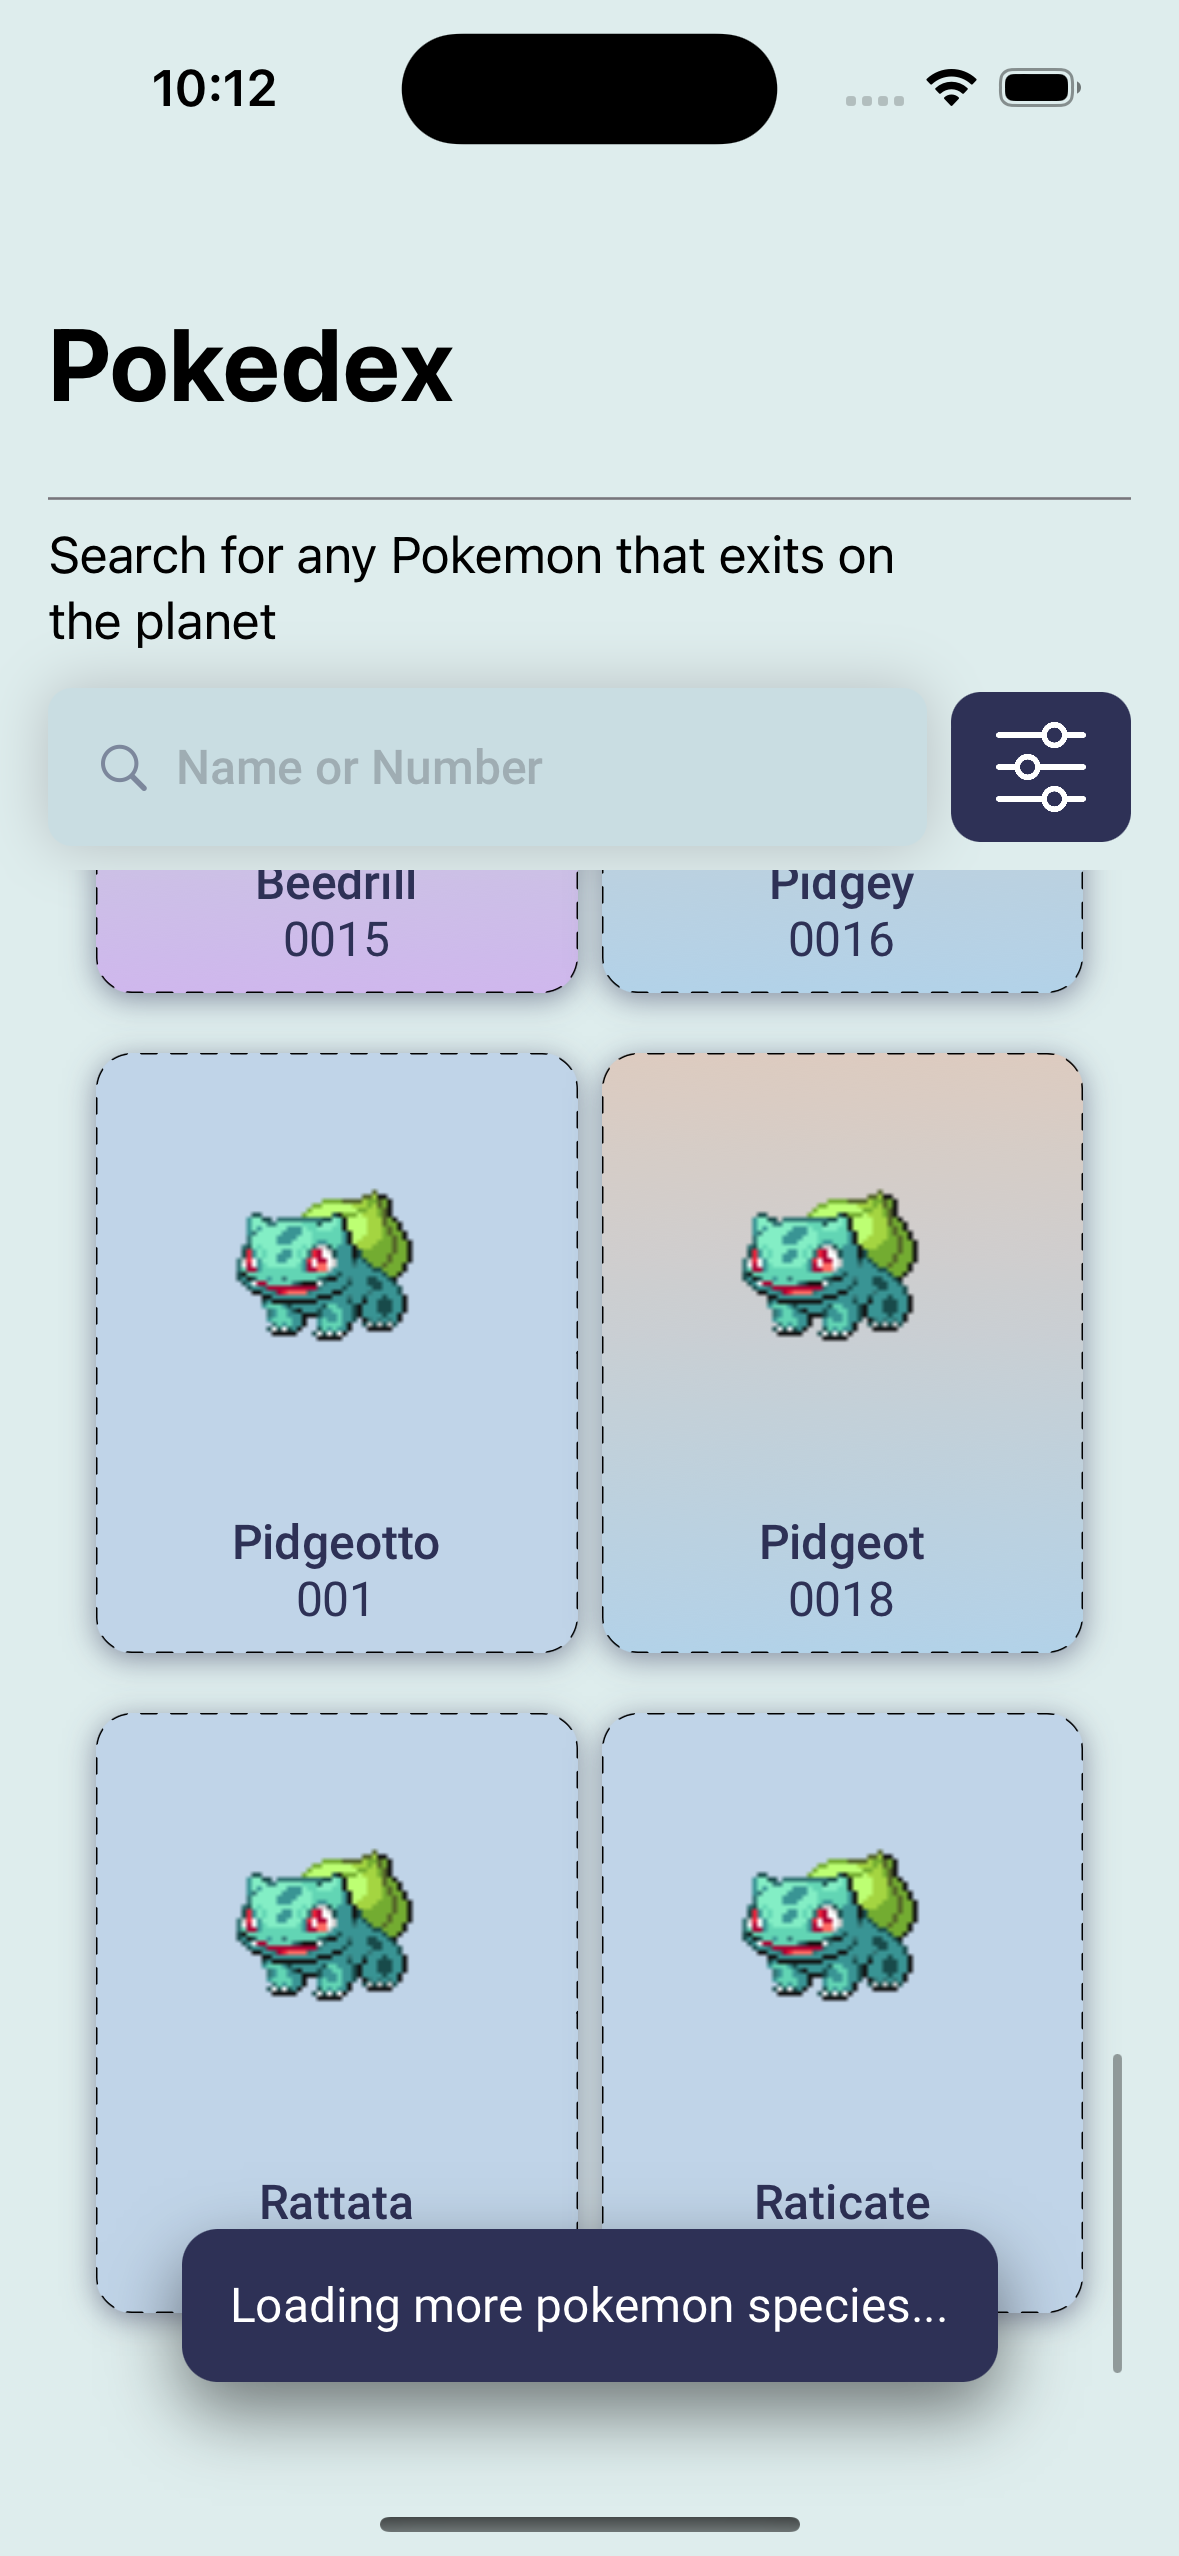 10:12
Pokedex
Search for any Pokemon that exits on
the planet
Name or Number
Beedrill
Pidgey
0015
0016
Pidgeotto
Pidgeot
001
0018
Rattata
Raticate
Loading more pokemon species...